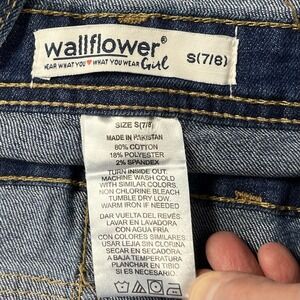 wallflower®
WEAR WHAT YOU ♥ WHAT YOU WEAR Girl
S(7/8)
SIZE S(7/8)
MADE IN PAKISTAN
80% COTTON
18% POLYESTER
2% SPANDEX
TURN INSIDE OUT.
MACHINE WASH COLD
WITH SIMILAR COLORS.
NON CHLORINE BLEACH
TUMBLE DRY LOW.
WARM IRON IF NEEDED
DAR VUELTA DEL REVÉS.
LAVAR EN LAVADORA
CON AGUA FRÍA
CON COLORES SIMILARES
USAR LEJIA SIN CLORINA
SECAR EN SECADORA,
A BAJA TEMPERATURA
PLANCHAR EN TIBIO
SI ES NECESARIO.